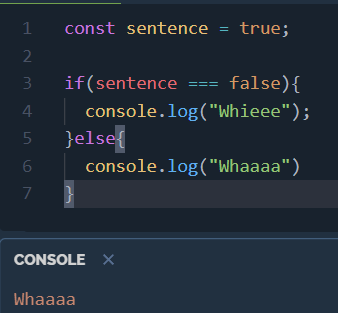 1 const sentence = true;
2
3 if(sentence === false){
4 console.log("Whieee");
5 }else{
6 console.log("Whaaaa")
7 }
CONSOLE ×
Whaaaa